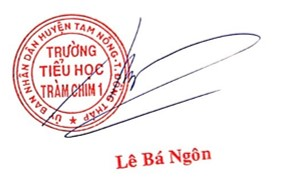 ỦY BAN NHÂN DÂN HUYỆN TAM NÔNG-T. ĐỒNG THÁP
TRƯỜNG
TIỂU HỌC
TRÀM CHIM 1
Lê Bá Ngôn